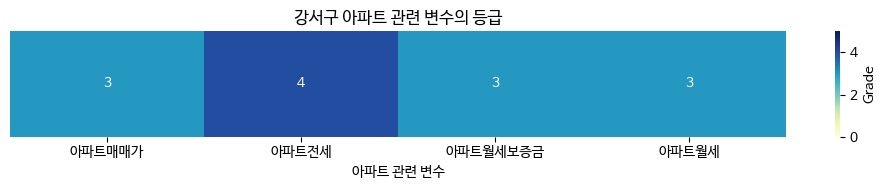 강서구 아파트 관련 변수의 등급
3
4
3
3
아파트매매가
아파트전세
아파트월세보증금
아파트월세
아파트 관련 변수
4
2
0
Grade